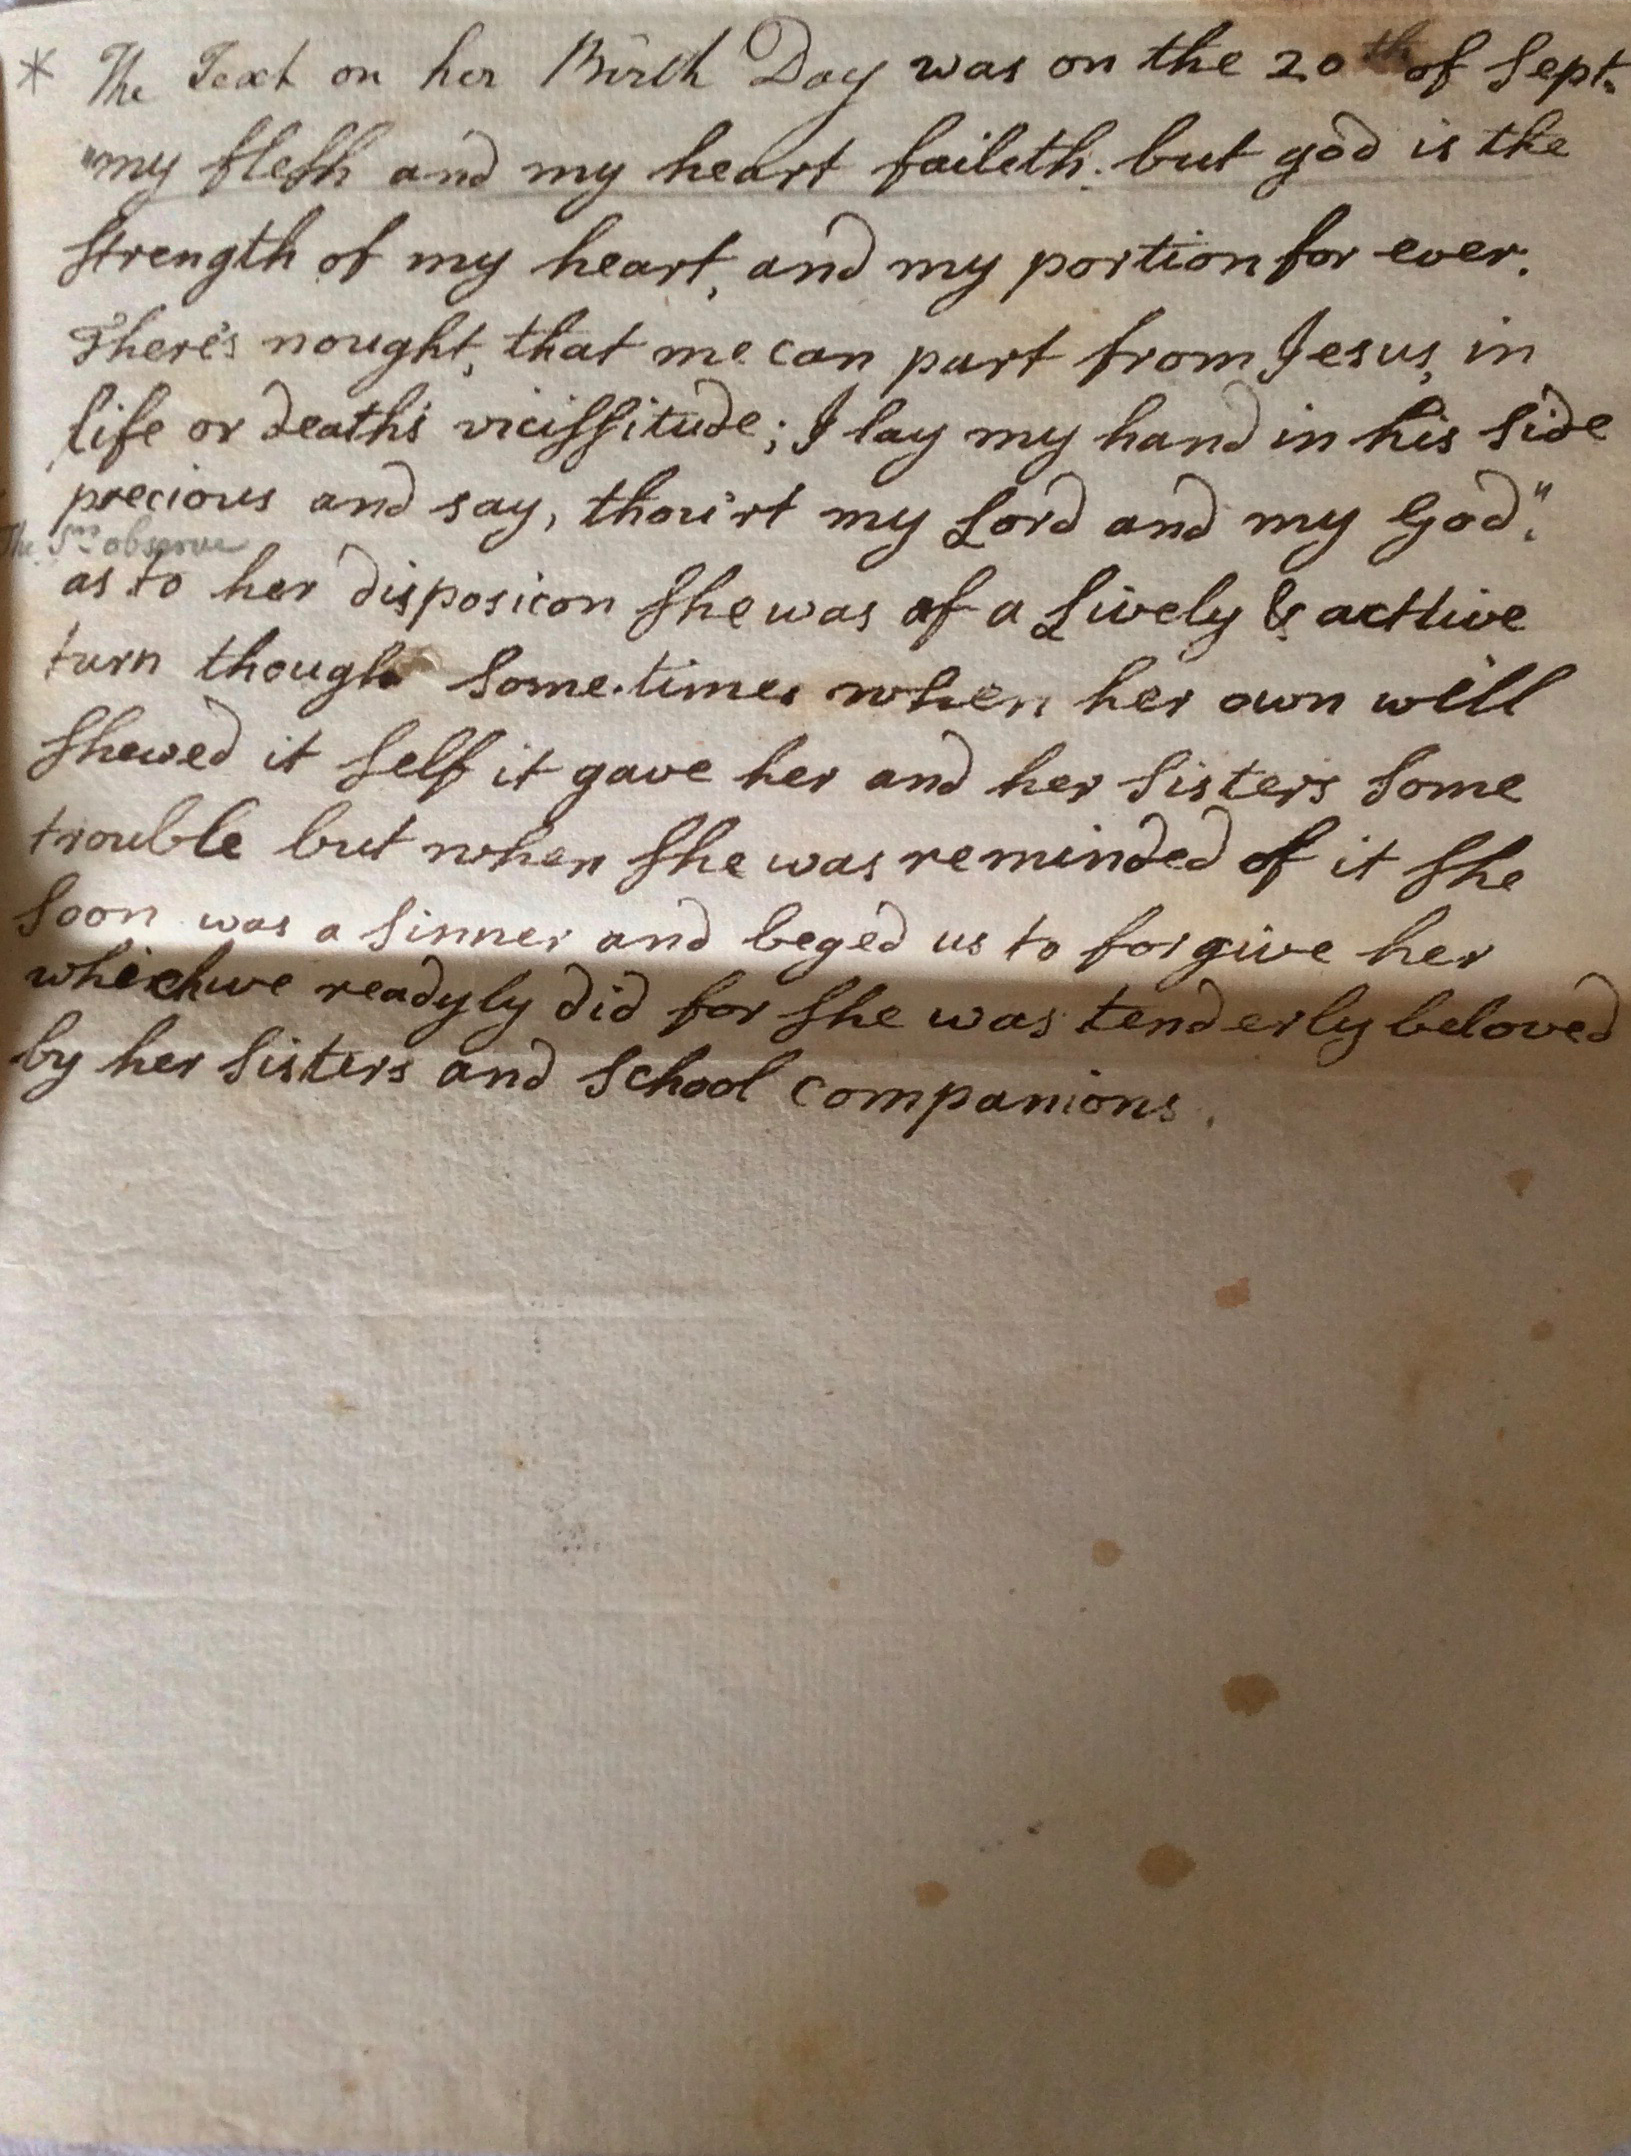 * The Text on her Birth Day was on the 20th of Sept.
"my flesh and my heart faileth: but god is the
strength of my heart, and my portion for ever.
There's nought, that me can part from Jesus, in
life or death's vicissitude; I lay my hand in his side
precious and say, thou'rt my Lord and my God."
The Srs observe
as to her disposicon she was of a Lively & acttive
turn though some times when her own will
shewed it self it gave her and her sisters some
trouble but when she was reminded of it she
soon was a sinner and beged us to forgive her
which we readyly did for she was tenderly beloved
by her sisters and school companions.